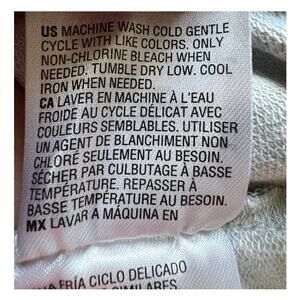 US MACHINE WASH COLD GENTLE
CYCLE WITH LIKE COLORS. ONLY
NON-CHLORINE BLEACH WHEN
NEEDED. TUMBLE DRY LOW. COOL
IRON WHEN NEEDED.
CA LAVER EN MACHINE À L'EAU
FROIDE AU CYCLE DÉLICAT AVEC
COULEURS SEMBLABLES. UTILISER
UN AGENT DE BLANCHIMENT NON
CHLORÉ SEULEMENT AU BESOIN.
SÉCHER PAR CULBUTAGE À BASSE
TEMPÉRATURE. REPASSER À
BASSE TEMPÉRATURE AU BESOIN.
MX LAVAR A MÁQUINA EN
FRÍA CICLO DELICADO
SIMILARES